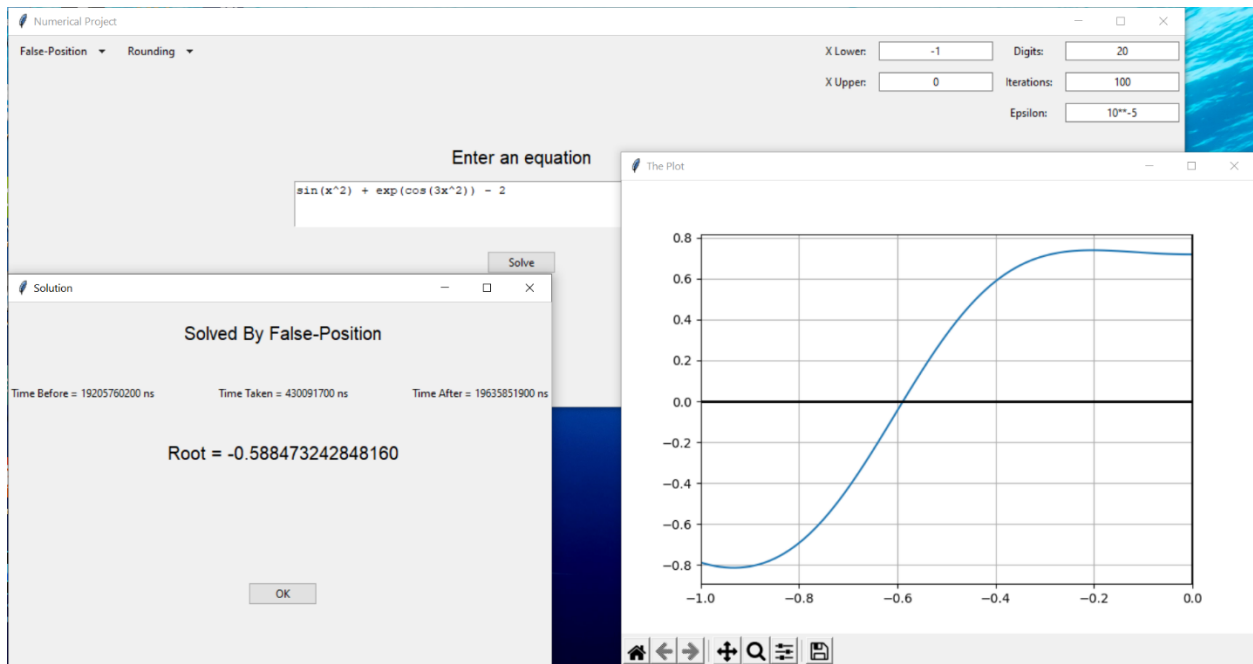 Numerical Project
False-Position Rounding
X Lower: -1 Digits: 20
X Upper: 0 Iterations: 100
Epsilon: 10**-5
Enter an equation
sin(x^2) + exp(cos(3x^2)) - 2
Solve
Solution
Solved By False-Position
Time Before = 19205760200 ns Time Taken = 430091700 ns Time After = 19635851900 ns
Root = -0.588473242848160
OK
The Plot
0.8
0.6
0.4
0.2
0.0
−0.2
−0.4
−0.6
−0.8
−1.0 −0.8 −0.6 −0.4 −0.2 0.0